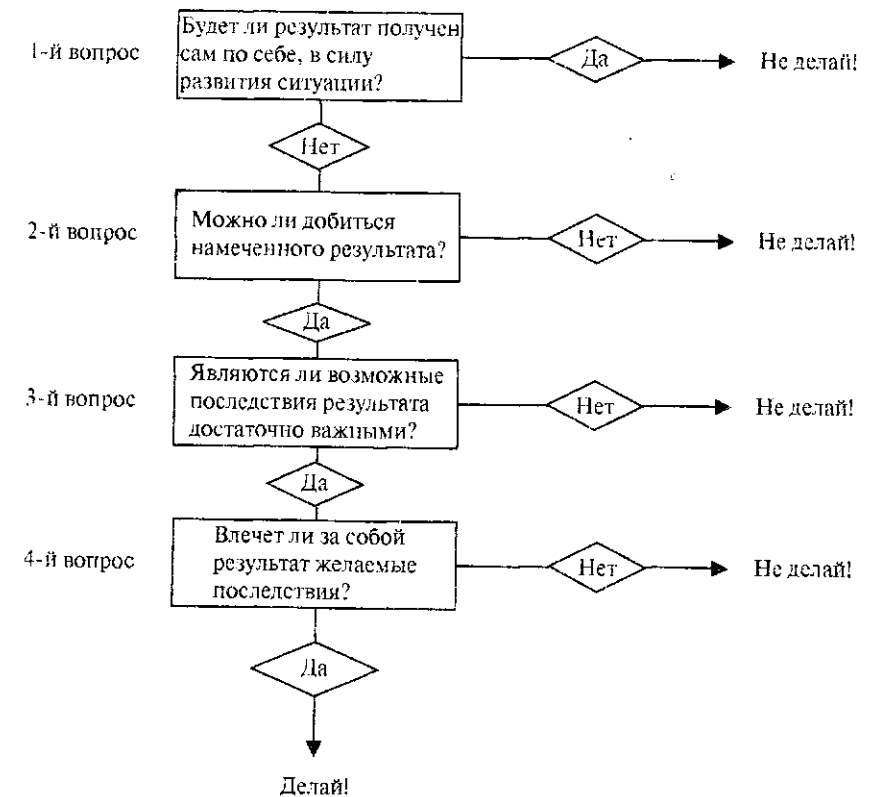 1-й вопрос
Будет ли результат получен
сам по себе, в силу
развития ситуации?
Да
Не делай!
Нет
2-й вопрос
Можно ли добиться
намеченного результата?
Нет
Не делай!
Да
3-й вопрос
Являются ли возможные
последствия результата
достаточно важными?
Нет
Не делай!
Да
4-й вопрос
Влечет ли за собой
результат желаемые
последствия?
Нет
Не делай!
Да
Делай!